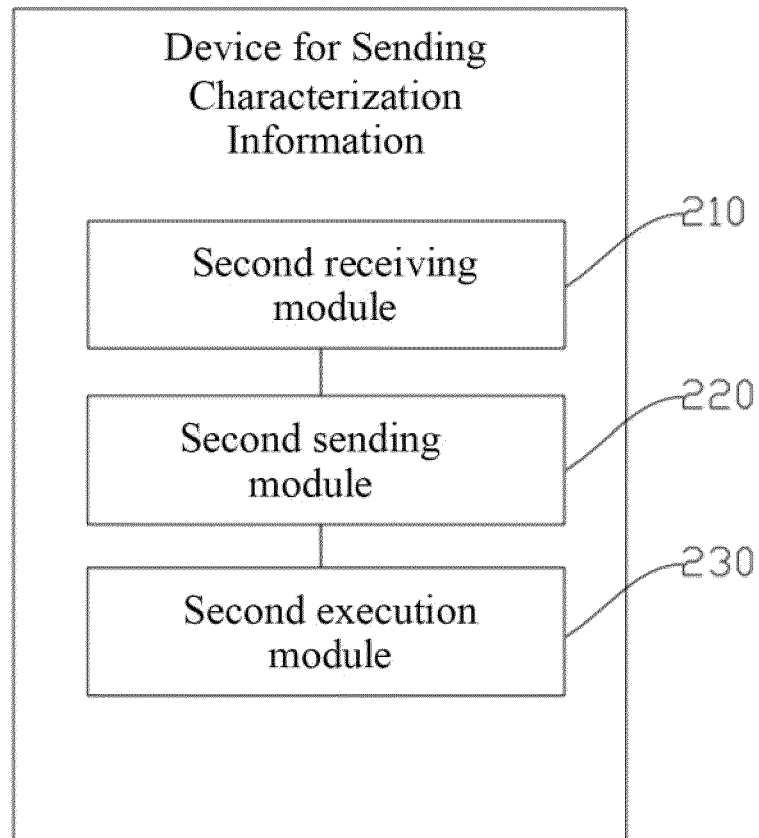 Device for Sending
Characterization
Information
210
Second receiving
module
220
Second sending
module
230
Second execution
module